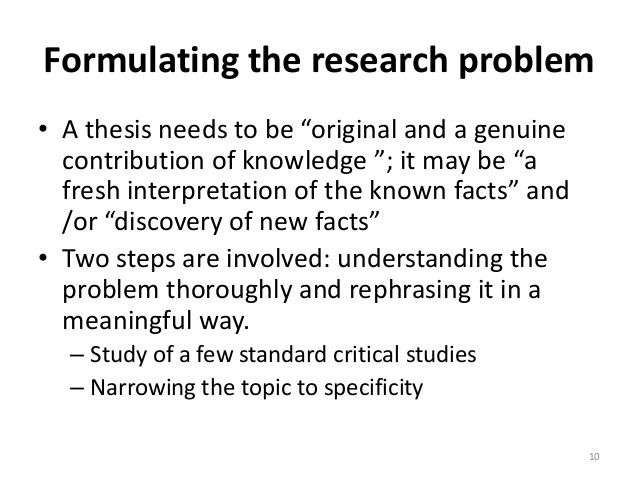 Formulating the research problem
• A thesis needs to be “original and a genuine
contribution of knowledge ”; it may be “a
fresh interpretation of the known facts” and
/or “discovery of new facts”
• Two steps are involved: understanding the
problem thoroughly and rephrasing it in a
meaningful way.
– Study of a few standard critical studies
– Narrowing the topic to specificity
10